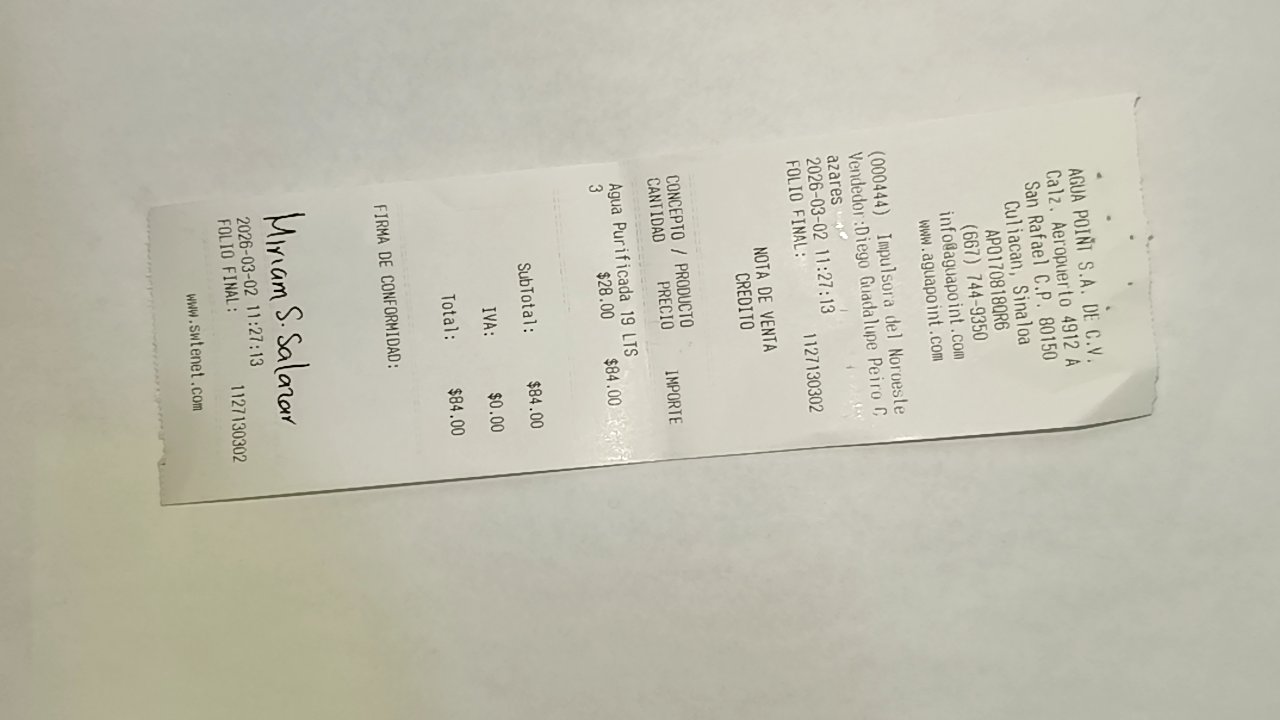 AGUA POINT S.A. DE C.V.
Calz. Aeropuerto 4912 A
San Rafael C.P. 80150
Culiacan, Sinaloa
APO170818QR6
(667) 744-9350
info@aguapoint.com
www.aguapoint.com
(000444) Impulsora del Noroeste
Vendedor:Diego Guadalupe Peiro C
azares
2026-03-02 11:27:13
FOLIO FINAL: 1127130302
NOTA DE VENTA
CREDITO
CONCEPTO / PRODUCTO
CANTIDAD PRECIO IMPORTE
Agua Purificada 19 LTS
3 $28.00 $84.00
SubTotal: $84.00
IVA: $0.00
Total: $84.00
FIRMA DE CONFORMIDAD:
Miriam S. Salazar
2026-03-02 11:27:13
FOLIO FINAL: 1127130302
www.swtenet.com